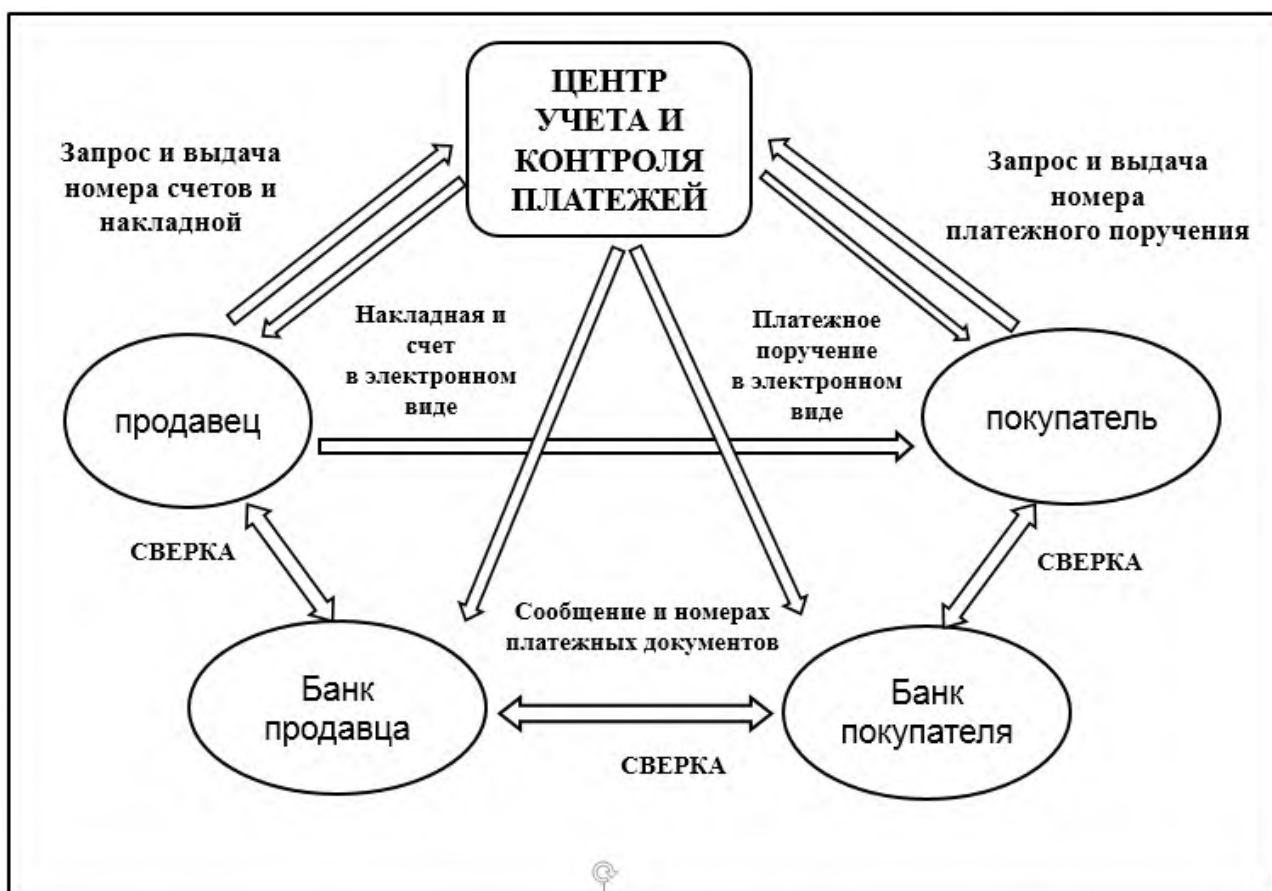 ЦЕНТР
УЧЕТА И
КОНТРОЛЯ
ПЛАТЕЖЕЙ
Запрос и выдача
номера счетов и
накладной
Запрос и выдача
номера
платежного поручения
Накладная и
счет
в электронном
виде
Платежное
поручение
в электронном
виде
продавец
покупатель
СВЕРКА
СВЕРКА
Сообщение и номерах
платежных документов
Банк
продавца
Банк
покупателя
СВЕРКА